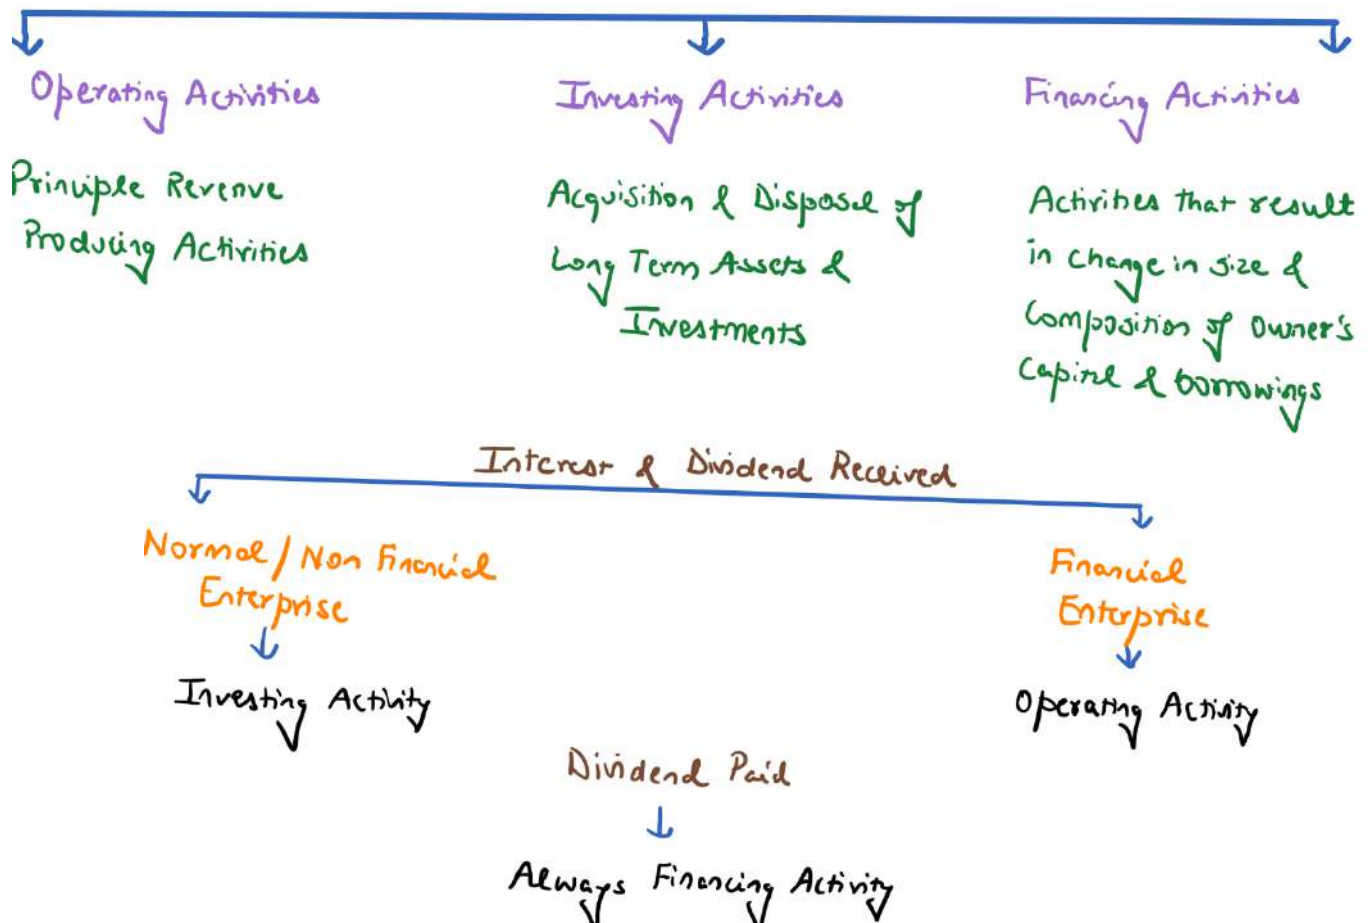 Operating Activities
Investing Activities
Financing Activities
Principle Revenue
Producing Activities
Acquisition & Disposal of
Long Term Assets &
Investments
Activities that result
in change in size &
Composition of Owner's
Capital & borrowings
Interest & Dividend Received
Normal / Non Financial
Enterprise
Investing Activity
Financial
Enterprise
Operating Activity
Dividend Paid
Always Financing Activity